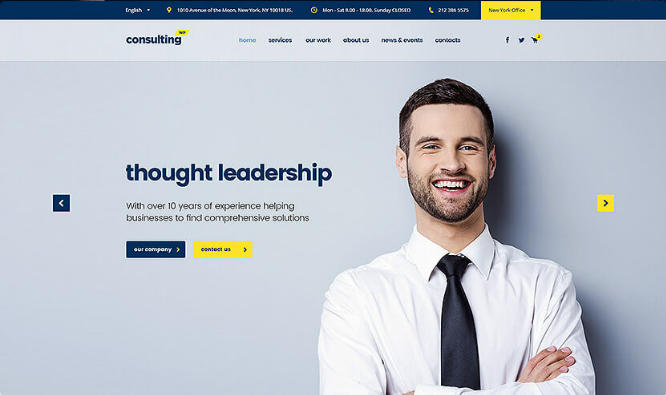 English
1010 Avenue of the Moon, New York, NY 10018 US.
Mon - Sat 8.00 - 18.00. Sunday CLOSED
212 386 5575
New York Office
consulting
WP
home
services
our work
about us
news & events
contacts
thought leadership
With over 10 years of experience helping
businesses to find comprehensive solutions
our company
contact us